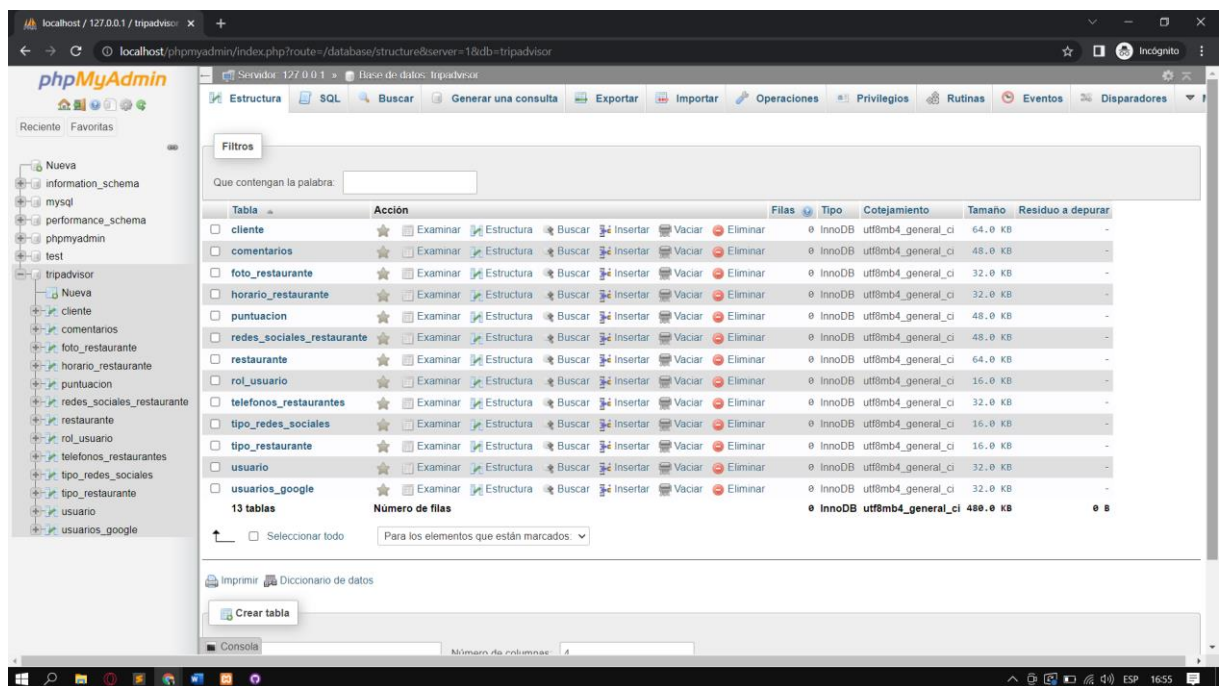 localhost / 127.0.0.1 / tripadvisor
localhost/phpmyadmin/index.php?route=/database/structure&server=1&db=tripadvisor
Incógnito
phpMyAdmin
Reciente Favoritas
Nueva
information_schema
mysql
performance_schema
phpmyadmin
test
tripadvisor
Nueva
cliente
comentarios
foto_restaurante
horario_restaurante
puntuacion
redes_sociales_restaurante
restaurante
rol_usuario
telefonos_restaurantes
tipo_redes_sociales
tipo_restaurante
usuario
usuarios_google
Servidor: 127.0.0.1 » Base de datos: tripadvisor
Estructura SQL Buscar Generar una consulta Exportar Importar Operaciones Privilegios Rutinas Eventos Disparadores
Filtros
Que contengan la palabra:
Tabla Acción Filas Tipo Cotejamiento Tamaño Residuo a depurar
cliente Examinar Estructura Buscar Insertar Vaciar Eliminar 0 InnoDB utf8mb4_general_ci 64.0 KB -
comentarios Examinar Estructura Buscar Insertar Vaciar Eliminar 0 InnoDB utf8mb4_general_ci 48.0 KB -
foto_restaurante Examinar Estructura Buscar Insertar Vaciar Eliminar 0 InnoDB utf8mb4_general_ci 32.0 KB -
horario_restaurante Examinar Estructura Buscar Insertar Vaciar Eliminar 0 InnoDB utf8mb4_general_ci 32.0 KB -
puntuacion Examinar Estructura Buscar Insertar Vaciar Eliminar 0 InnoDB utf8mb4_general_ci 48.0 KB -
redes_sociales_restaurante Examinar Estructura Buscar Insertar Vaciar Eliminar 0 InnoDB utf8mb4_general_ci 48.0 KB -
restaurante Examinar Estructura Buscar Insertar Vaciar Eliminar 0 InnoDB utf8mb4_general_ci 64.0 KB -
rol_usuario Examinar Estructura Buscar Insertar Vaciar Eliminar 0 InnoDB utf8mb4_general_ci 16.0 KB -
telefonos_restaurantes Examinar Estructura Buscar Insertar Vaciar Eliminar 0 InnoDB utf8mb4_general_ci 32.0 KB -
tipo_redes_sociales Examinar Estructura Buscar Insertar Vaciar Eliminar 0 InnoDB utf8mb4_general_ci 16.0 KB -
tipo_restaurante Examinar Estructura Buscar Insertar Vaciar Eliminar 0 InnoDB utf8mb4_general_ci 16.0 KB -
usuario Examinar Estructura Buscar Insertar Vaciar Eliminar 0 InnoDB utf8mb4_general_ci 32.0 KB -
usuarios_google Examinar Estructura Buscar Insertar Vaciar Eliminar 0 InnoDB utf8mb4_general_ci 32.0 KB -
13 tablas Número de filas 0 InnoDB utf8mb4_general_ci 480.0 KB 0 B
Seleccionar todo Para los elementos que están marcados:
Imprimir Diccionario de datos
Crear tabla
Consola Número de columnas: 4
ESP 16:55